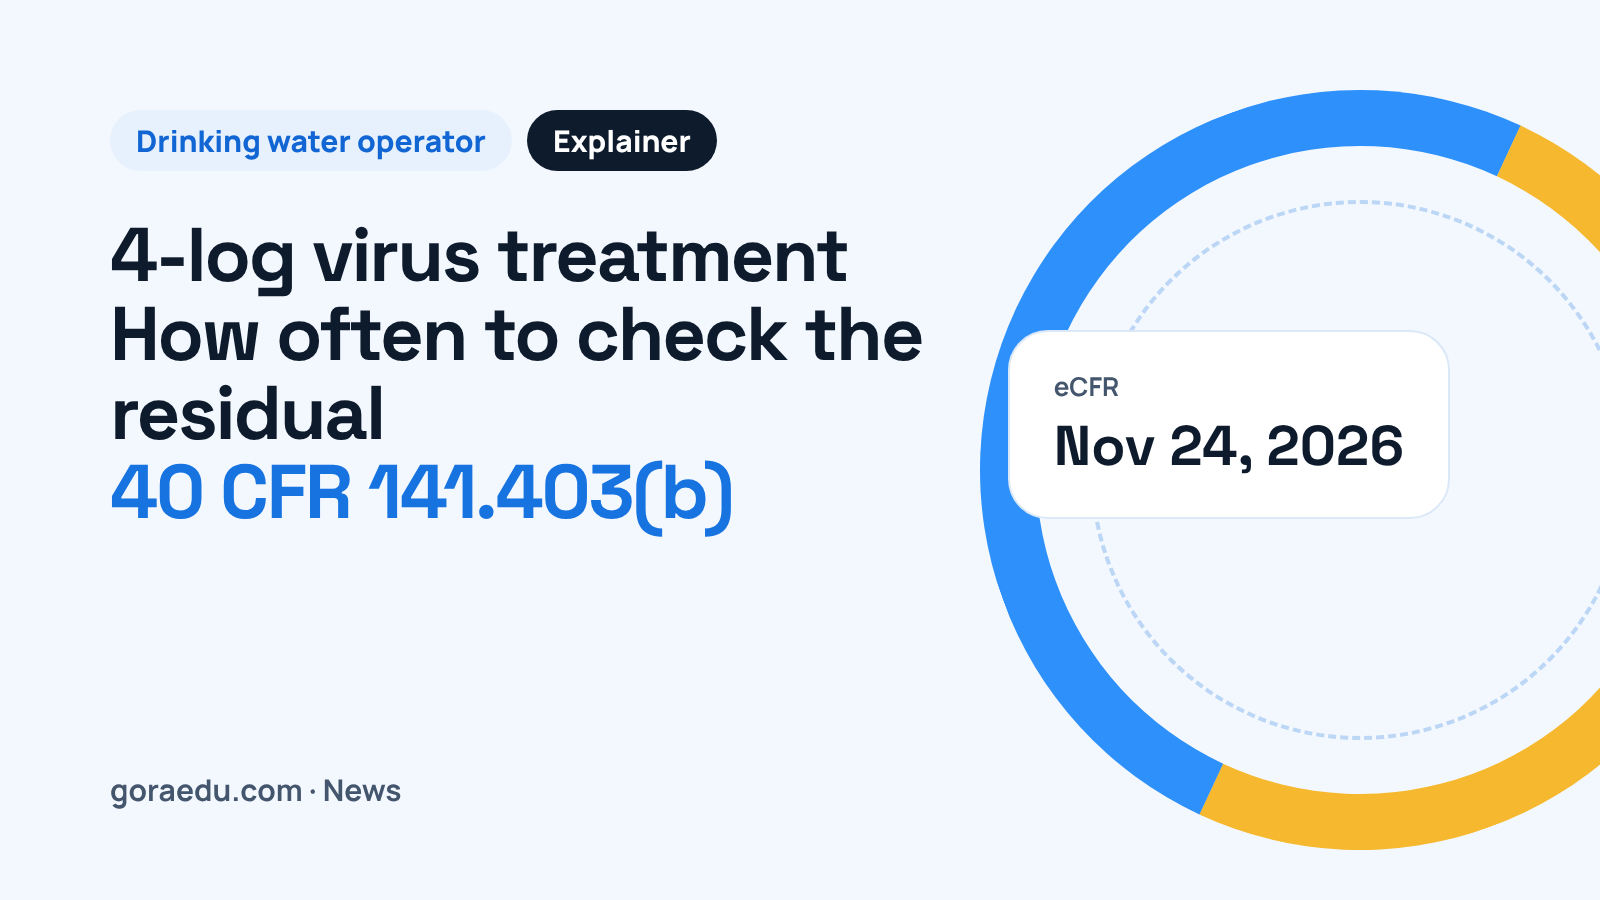 Drinking water operator
Explainer
4-log virus treatment
How often to check the
residual
40 CFR 141.403(b)
eCFR
Nov 24, 2026
goraedu.com · News